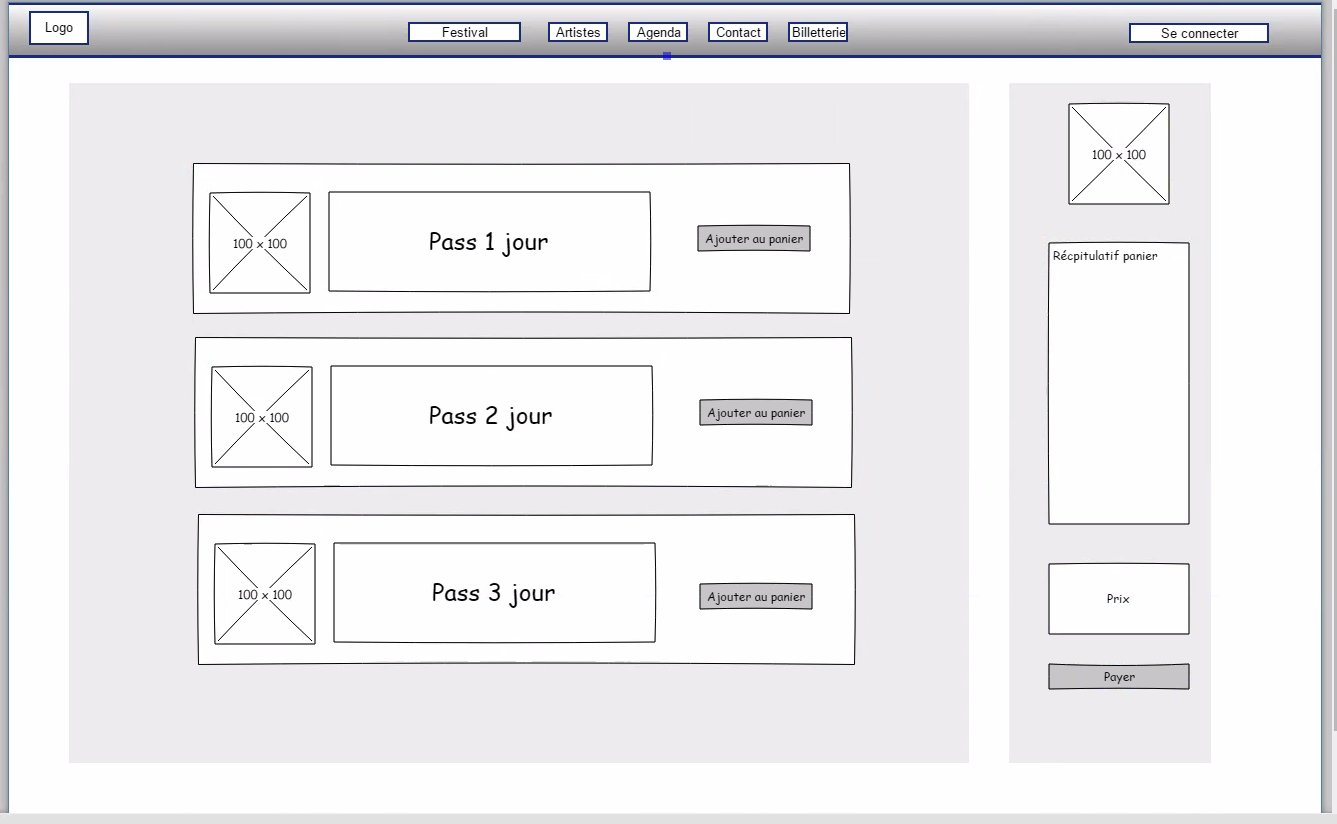 Logo
Festival
Artistes
Agenda
Contact
Billetterie
Se connecter
100 x 100
Pass 1 jour
Ajouter au panier
100 x 100
Pass 2 jour
Ajouter au panier
100 x 100
Pass 3 jour
Ajouter au panier
100 x 100
Récpitulatif panier
Prix
Payer